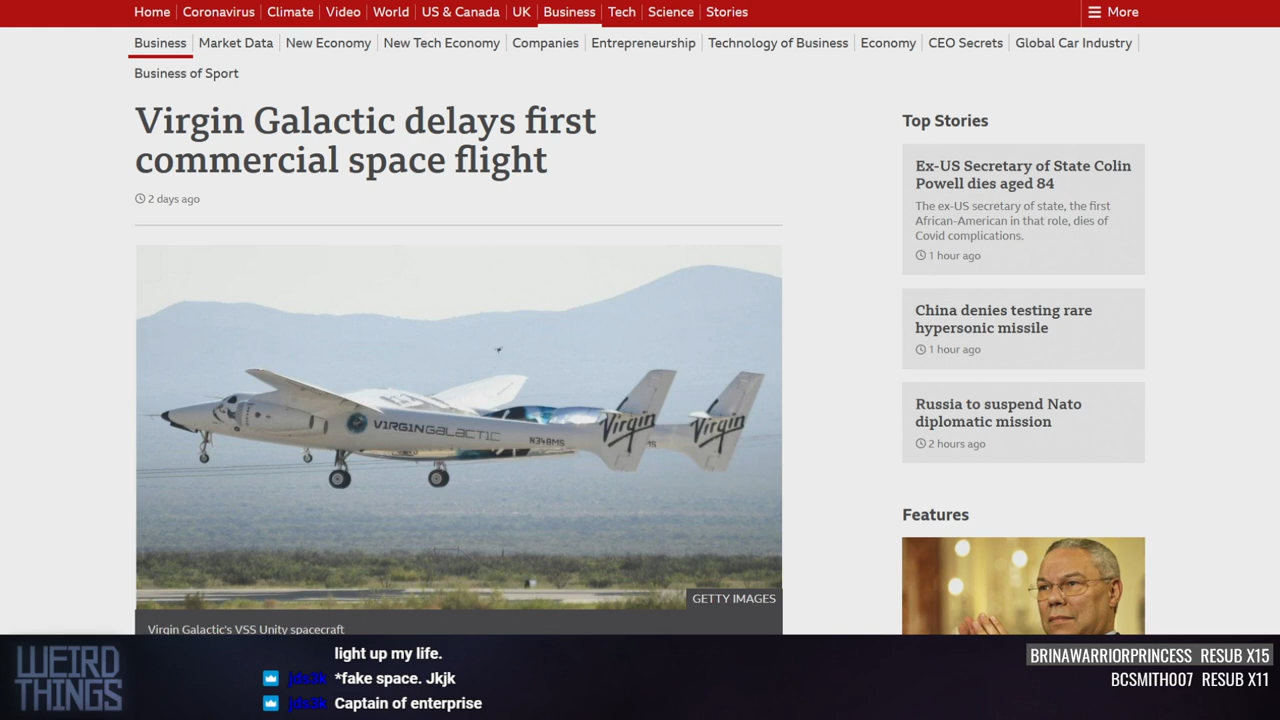 Home
Coronavirus
Climate
Video
World
US & Canada
UK
Business
Tech
Science
Stories
More
Business
Market Data
New Economy
New Tech Economy
Companies
Entrepreneurship
Technology of Business
Economy
CEO Secrets
Global Car Industry
Business of Sport
Virgin Galactic delays first
commercial space flight
2 days ago
VIRGIN GALACTIC
N348MS
Virgin
Virgin
GETTY IMAGES
Virgin Galactic's VSS Unity spacecraft
Top Stories
Ex-US Secretary of State Colin
Powell dies aged 84
The ex-US secretary of state, the first
African-American in that role, dies of
Covid complications.
1 hour ago
China denies testing rare
hypersonic missile
1 hour ago
Russia to suspend Nato
diplomatic mission
2 hours ago
Features
WEIRD
THINGS
light up my life.
jds3k *fake space. Jkjk
jds3k Captain of enterprise
BRINAWARRIORPRINCESS RESUB X15
BCSMITH007 RESUB X11